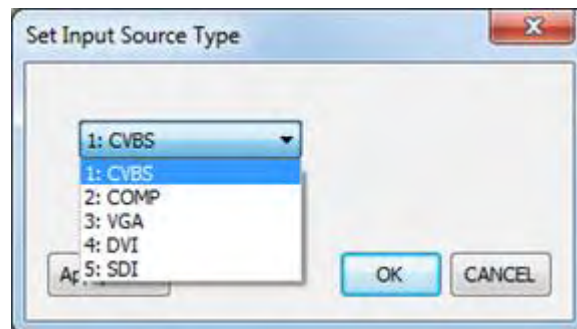 Set Input Source Type
1: CVBS
1: CVBS
2: COMP
3: VGA
4: DVI
5: SDI
OK
CANCEL